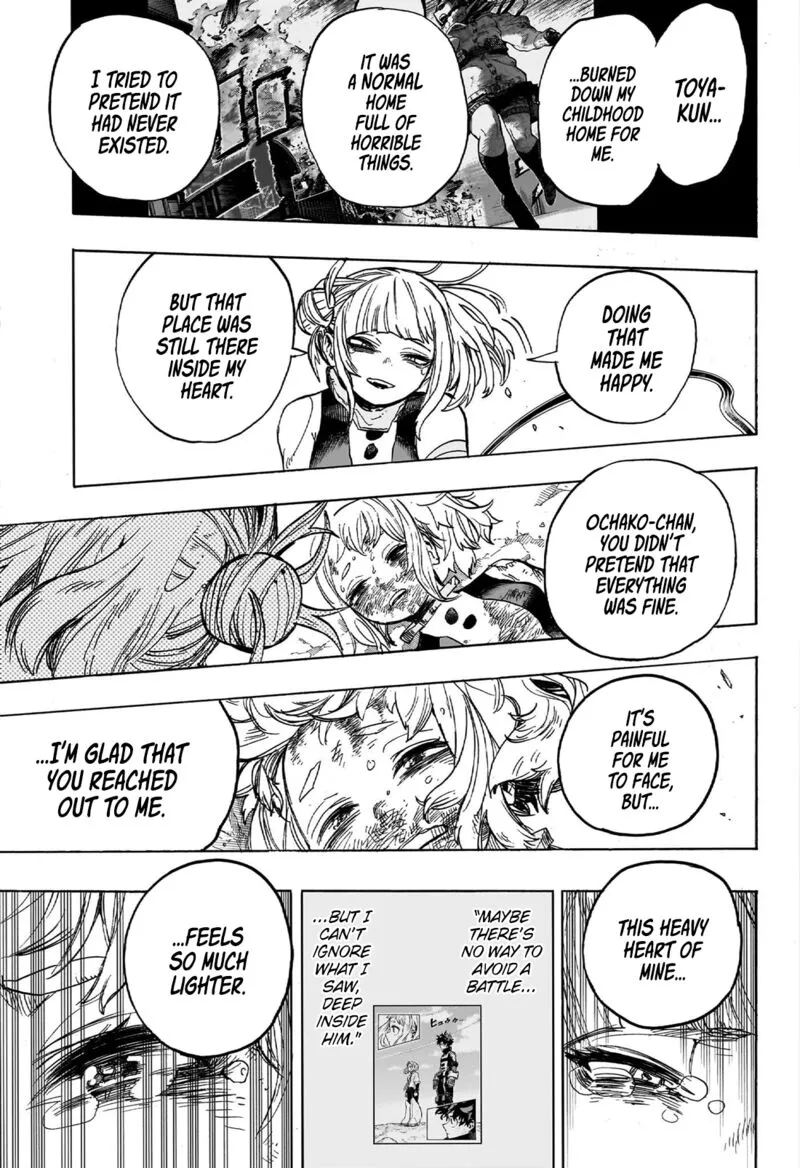 TOYA-
KUN...
...BURNED
DOWN MY
CHILDHOOD
HOME FOR
ME.
IT WAS
A NORMAL
HOME
FULL OF
HORRIBLE
THINGS.
I TRIED TO
PRETEND IT
HAD NEVER
EXISTED.
DOING
THAT
MADE ME
HAPPY.
BUT THAT
PLACE WAS
STILL THERE
INSIDE MY
HEART.
OCHAKO-CHAN,
YOU DIDN'T
PRETEND THAT
EVERYTHING
WAS FINE.
IT'S
PAINFUL
FOR ME
TO FACE,
BUT...
...I'M GLAD THAT
YOU REACHED
OUT TO ME.
THIS HEAVY
HEART OF
MINE...
"MAYBE
THERE'S
NO WAY TO
AVOID A
BATTLE...
...BUT I
CAN'T
IGNORE
WHAT I
SAW,
DEEP
INSIDE
HIM."
ヒュゥゥ…
...FEELS
SO MUCH
LIGHTER.